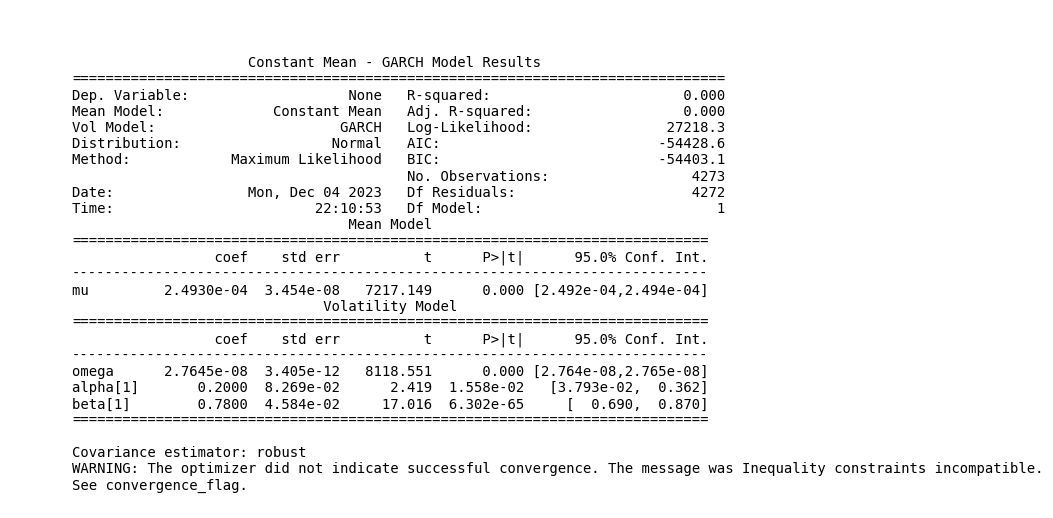 Constant Mean - GARCH Model Results
==============================================================================
Dep. Variable:                   None   R-squared:                       0.000
Mean Model:             Constant Mean   Adj. R-squared:                  0.000
Vol Model:                      GARCH   Log-Likelihood:                27218.3
Distribution:                  Normal   AIC:                          -54428.6
Method:            Maximum Likelihood   BIC:                          -54403.1
                                        No. Observations:                 4273
Date:                Mon, Dec 04 2023   Df Residuals:                     4272
Time:                        22:10:53   Df Model:                            1
                                 Mean Model
============================================================================
                 coef    std err          t      P>|t|      95.0% Conf. Int.
----------------------------------------------------------------------------
mu         2.4930e-04  3.454e-08   7217.149      0.000 [2.492e-04,2.494e-04]
                              Volatility Model
============================================================================
                 coef    std err          t      P>|t|      95.0% Conf. Int.
----------------------------------------------------------------------------
omega      2.7645e-08  3.405e-12   8118.551      0.000 [2.764e-08,2.765e-08]
alpha[1]       0.2000  8.269e-02      2.419  1.558e-02   [3.793e-02,  0.362]
beta[1]        0.7800  4.584e-02     17.016  6.302e-65     [  0.690,  0.870]
============================================================================

Covariance estimator: robust
WARNING: The optimizer did not indicate successful convergence. The message was Inequality constraints incompatible.
See convergence_flag.